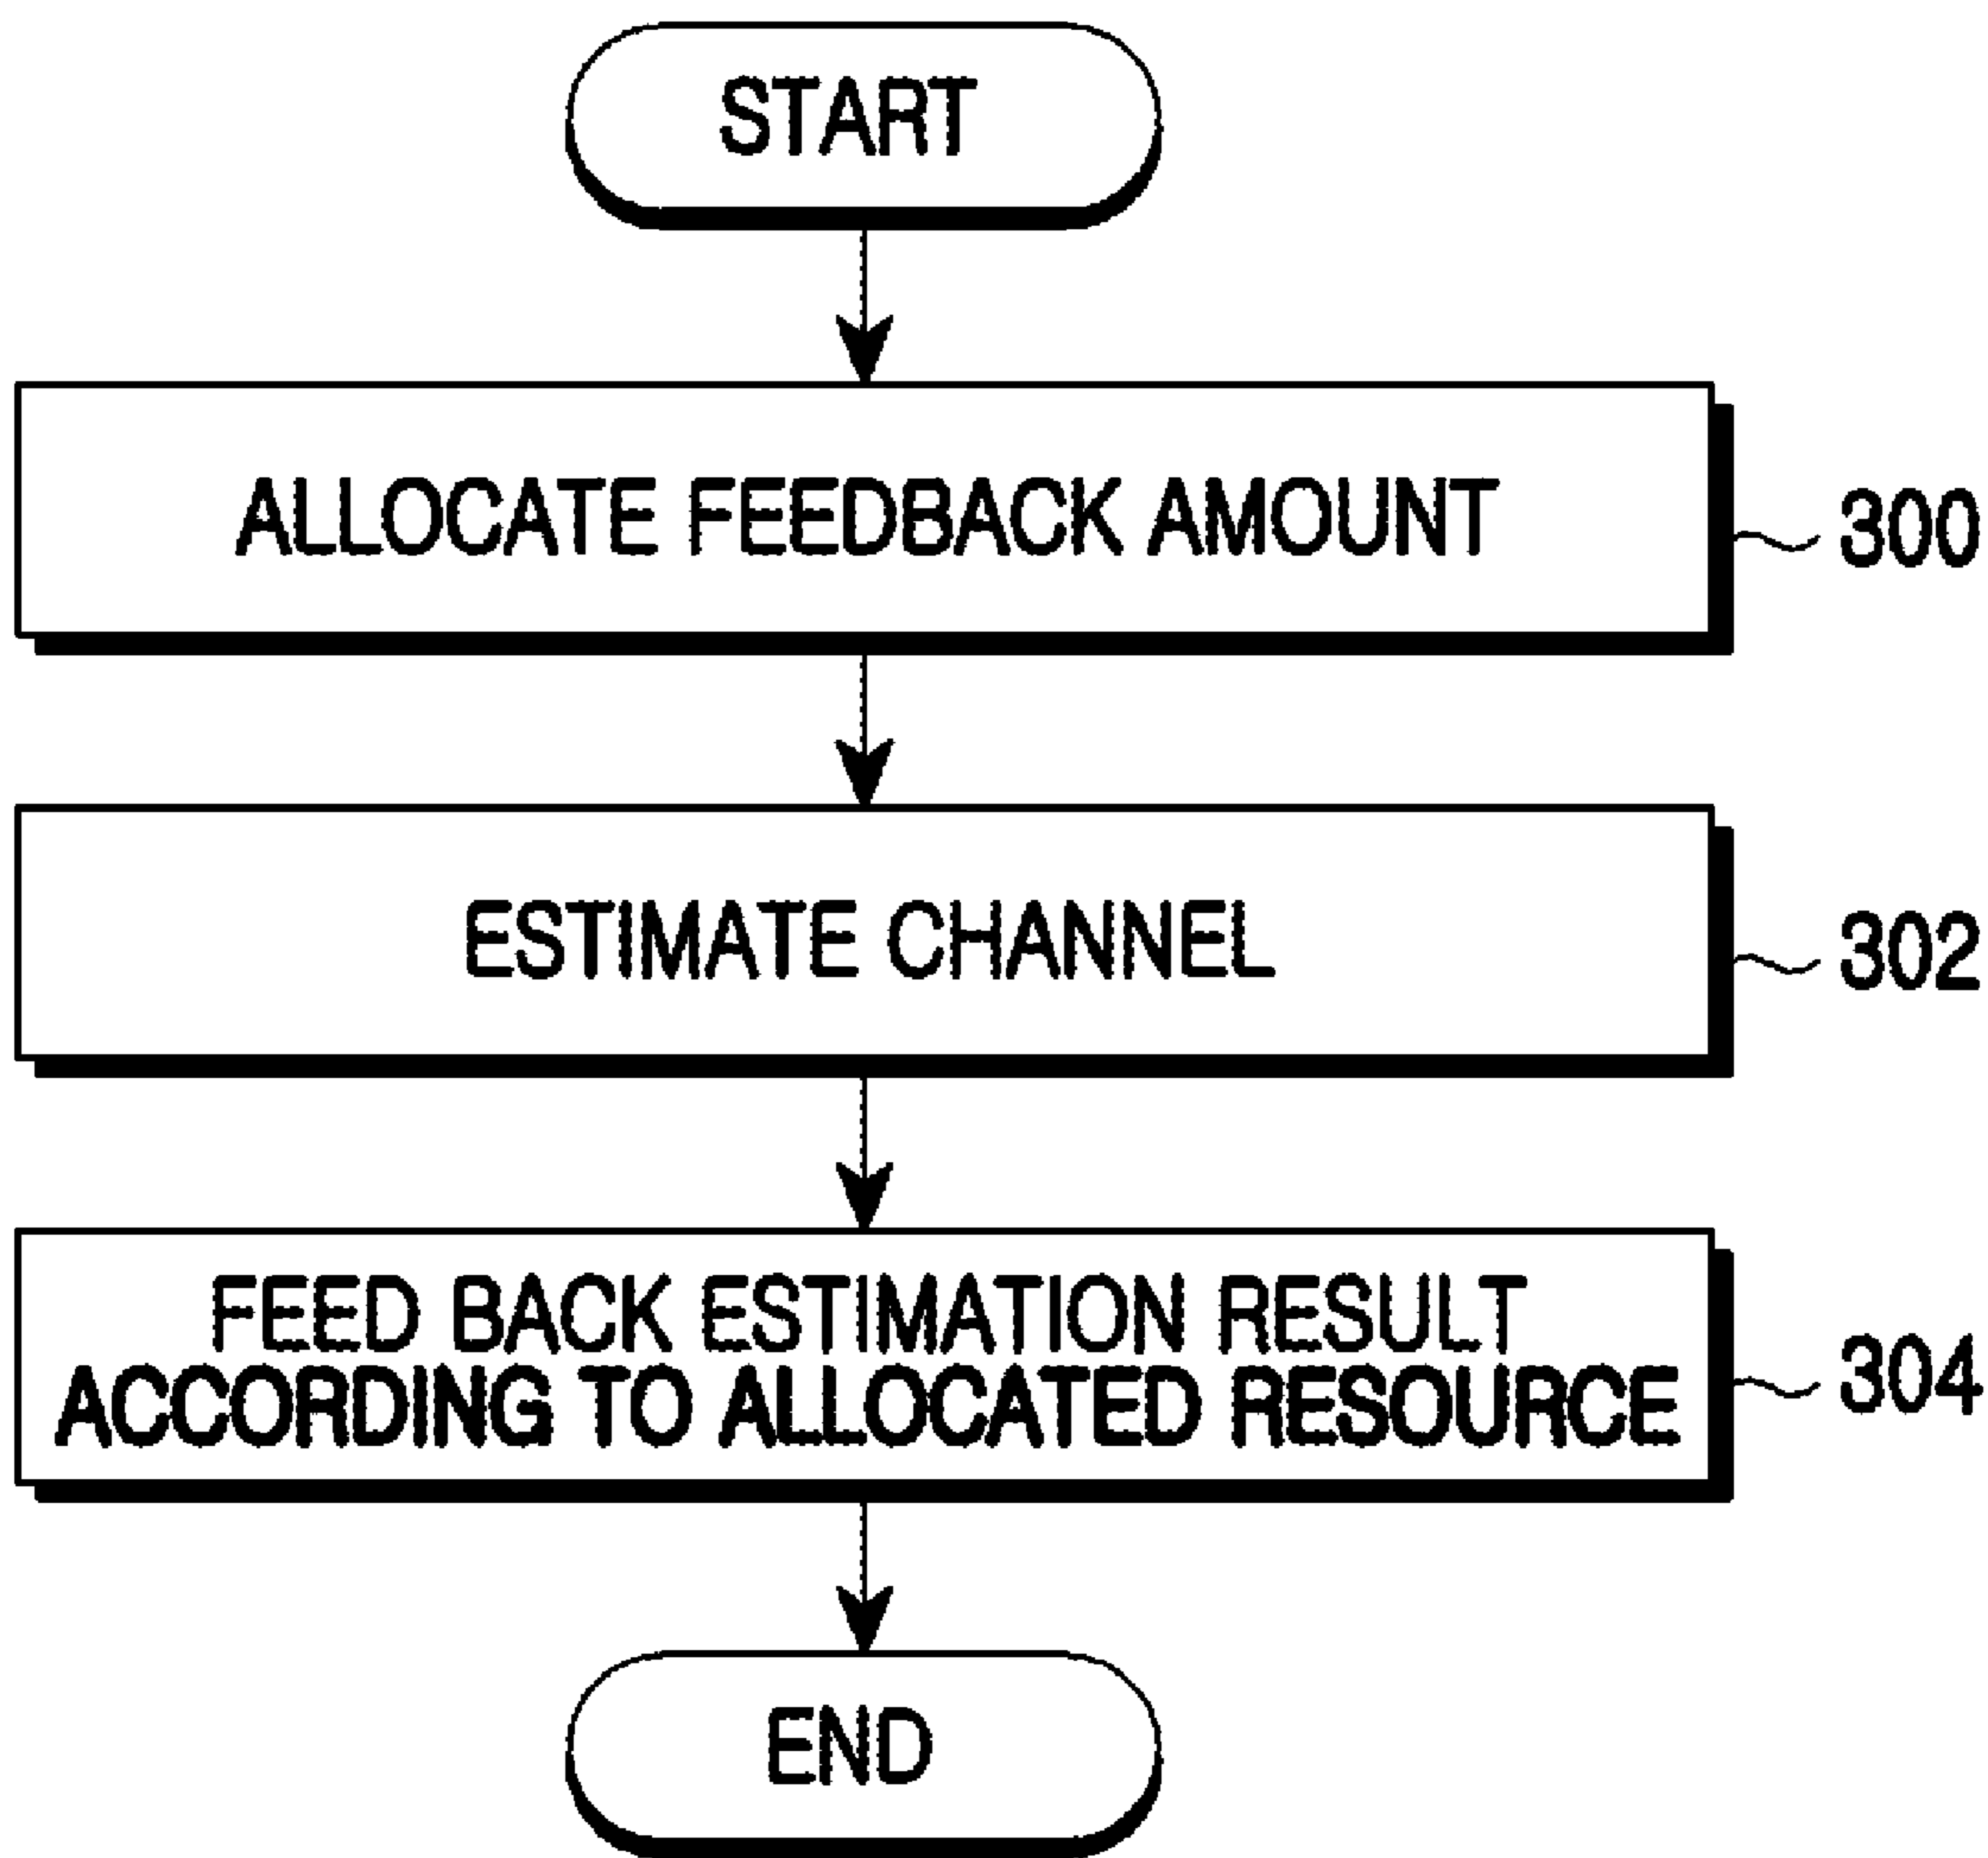 START
ALLOCATE FEEDBACK AMOUNT
300
ESTIMATE CHANNEL
302
FEED BACK ESTIMATION RESULT
ACCORDING TO ALLOCATED RESOURCE
304
END